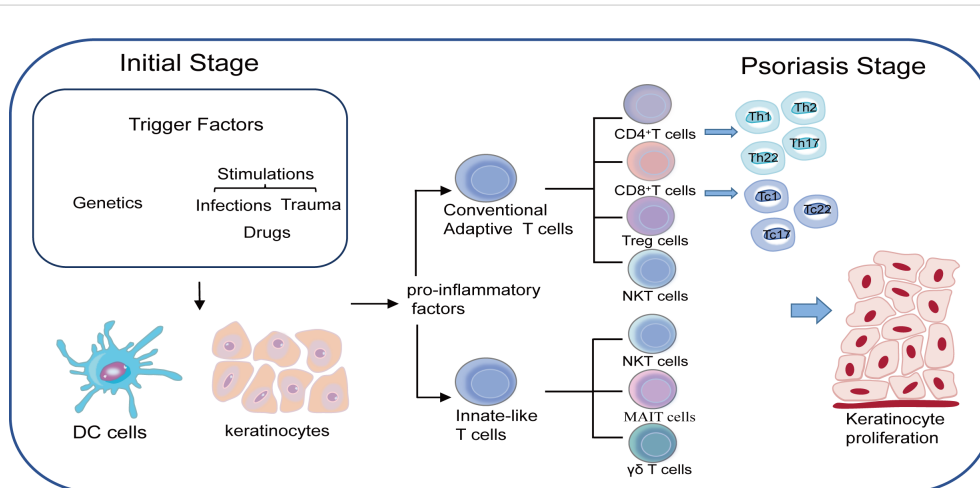 Initial Stage
Psoriasis Stage
Trigger Factors
Genetics
Stimulations
Infections Trauma
Drugs
DC cells
keratinocytes
pro-inflammatory
factors
Conventional
Adaptive T cells
Innate-like
T cells
CD4⁺T cells
CD8⁺T cells
Treg cells
NKT cells
NKT cells
MAIT cells
γδ T cells
Th1
Th2
Th17
Th22
Tc1
Tc22
Tc17
Keratinocyte
proliferation